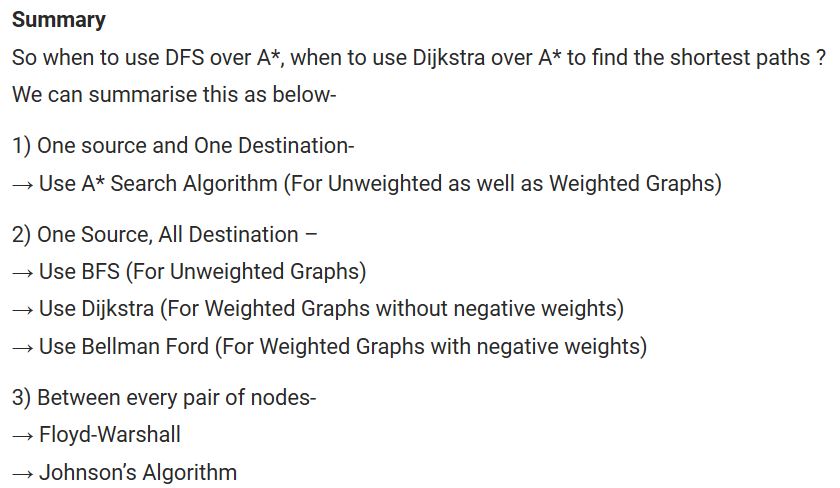 Summary
So when to use DFS over A*, when to use Dijkstra over A* to find the shortest paths ?
We can summarise this as below-
1) One source and One Destination-
→ Use A* Search Algorithm (For Unweighted as well as Weighted Graphs)
2) One Source, All Destination –
→ Use BFS (For Unweighted Graphs)
→ Use Dijkstra (For Weighted Graphs without negative weights)
→ Use Bellman Ford (For Weighted Graphs with negative weights)
3) Between every pair of nodes-
→ Floyd-Warshall
→ Johnson’s Algorithm